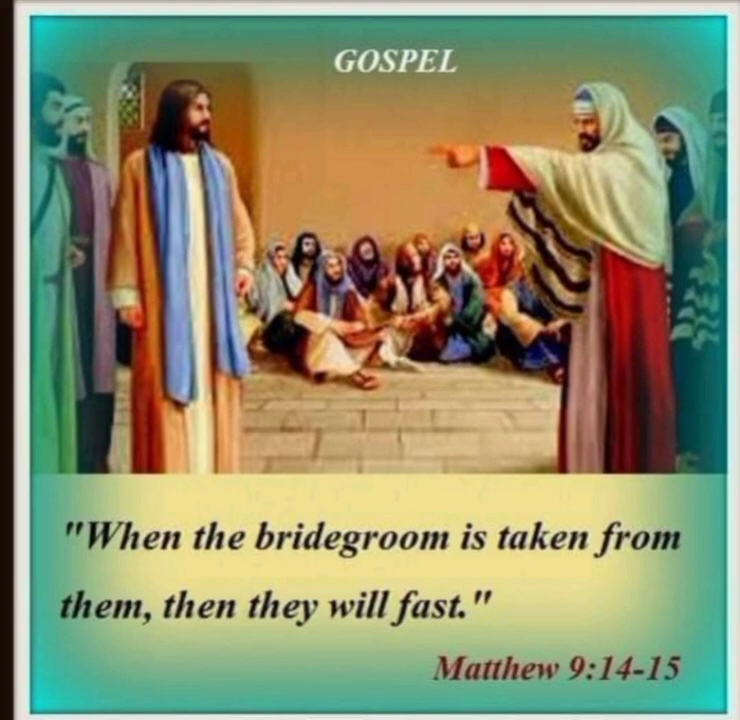 GOSPEL
"When the bridegroom is taken from
them, then they will fast."
Matthew 9:14-15